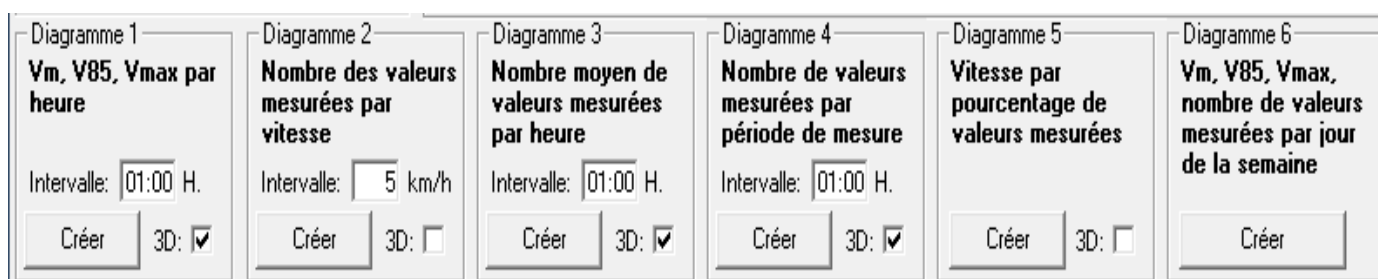 Diagramme 1
Vm, V85, Vmax par
heure
Intervalle: 01:00 H.
Créer 3D:
Diagramme 2
Nombre des valeurs
mesurées par
vitesse
Intervalle: 5 km/h
Créer 3D:
Diagramme 3
Nombre moyen de
valeurs mesurées
par heure
Intervalle: 01:00 H.
Créer 3D:
Diagramme 4
Nombre de valeurs
mesurées par
période de mesure
Intervalle: 01:00 H.
Créer 3D:
Diagramme 5
Vitesse par
pourcentage de
valeurs mesurées
Créer 3D:
Diagramme 6
Vm, V85, Vmax,
nombre de valeurs
mesurées par jour
de la semaine
Créer